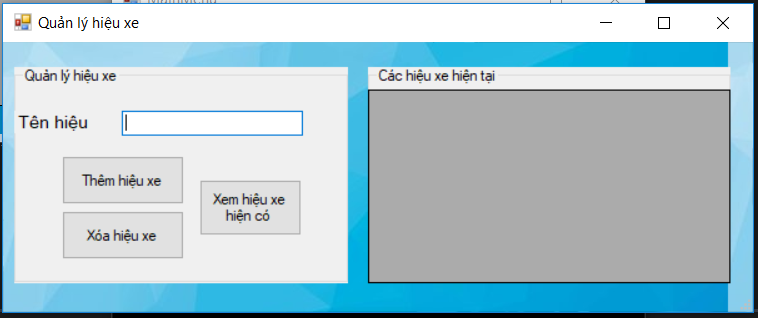 MainMenu
Quản lý hiệu xe
Quản lý hiệu xe
Các hiệu xe hiện tại
Tên hiệu
Thêm hiệu xe
Xem hiệu xe
hiện có
Xóa hiệu xe